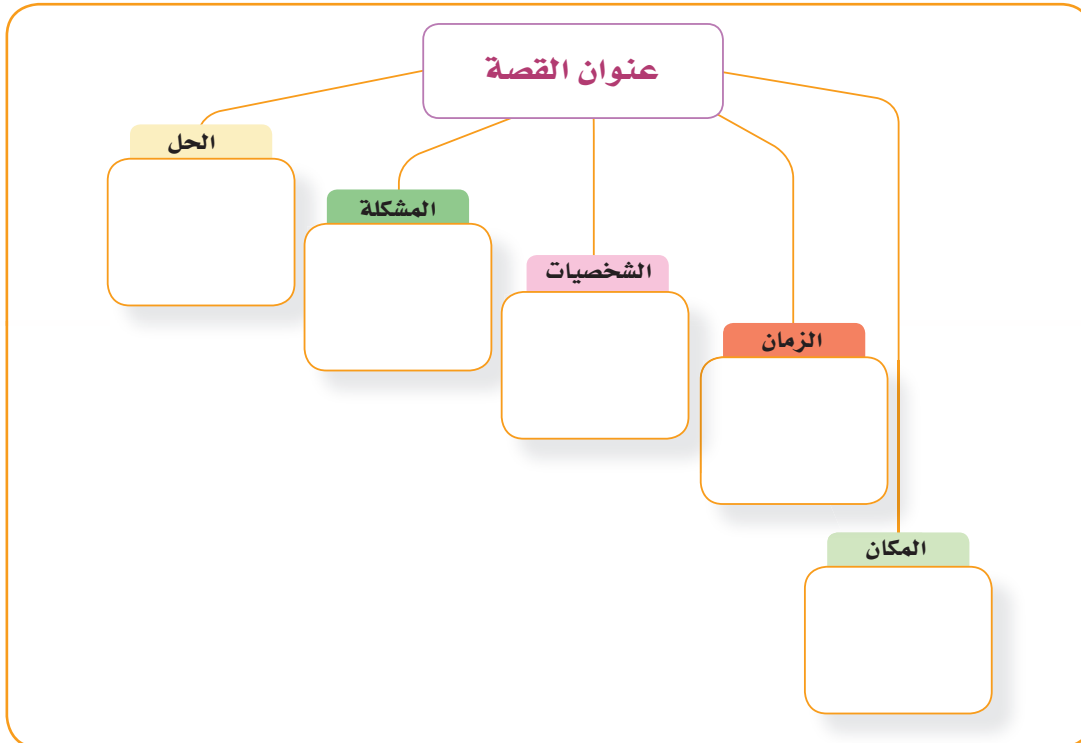 عنوان القصة
الحل
المشكلة
الشخصيات
الزمان
المكان